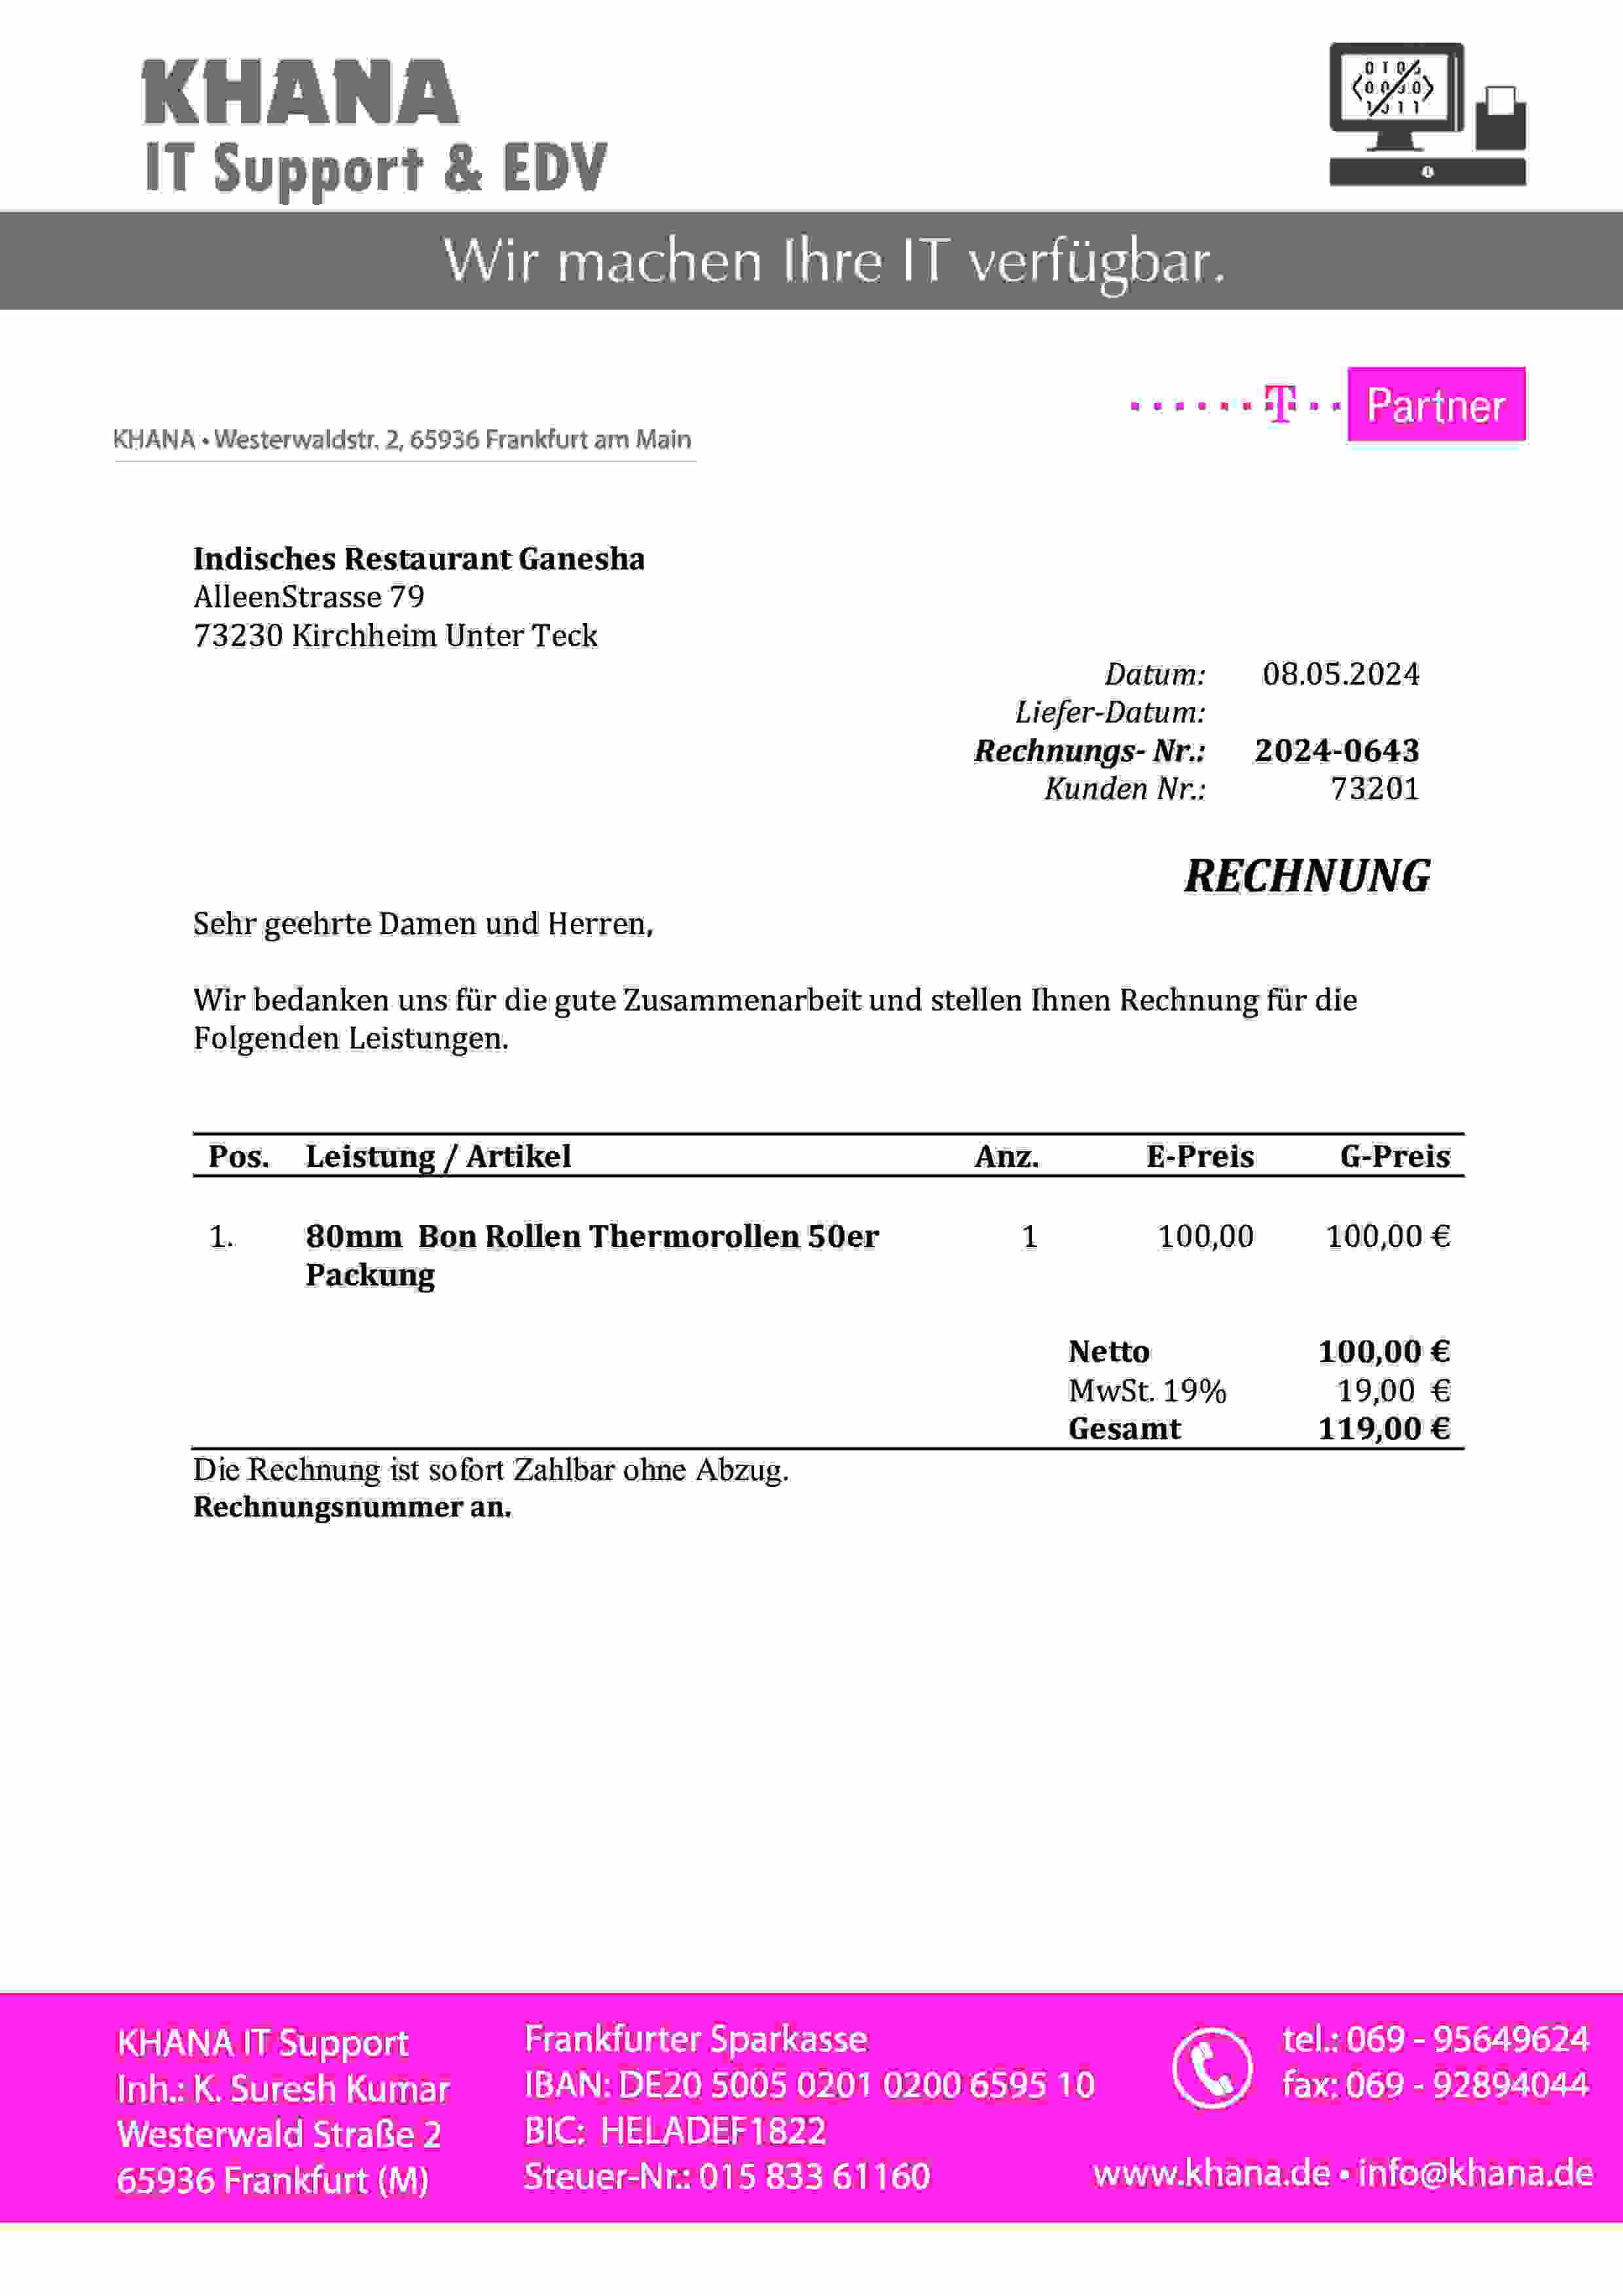 KHANA
IT Support & EDV
Wir machen Ihre IT verfügbar.
T Partner
KHANA • Westerwaldstr. 2, 65936 Frankfurt am Main
Indisches Restaurant Ganesha
AlleenStrasse 79
73230 Kirchheim Unter Teck
Datum: 08.05.2024
Liefer-Datum:
Rechnungs- Nr.: 2024-0643
Kunden Nr.: 73201
RECHNUNG
Sehr geehrte Damen und Herren,
Wir bedanken uns für die gute Zusammenarbeit und stellen Ihnen Rechnung für die
Folgenden Leistungen.
Pos. Leistung / Artikel Anz. E-Preis G-Preis
1. 80mm Bon Rollen Thermorollen 50er 1 100,00 100,00 €
Packung
Netto 100,00 €
MwSt. 19% 19,00 €
Gesamt 119,00 €
Die Rechnung ist sofort Zahlbar ohne Abzug.
Rechnungsnummer an.
KHANA IT Support
Inh.: K. Suresh Kumar
Westerwald Straße 2
65936 Frankfurt (M)
Frankfurter Sparkasse
IBAN: DE20 5005 0201 0200 6595 10
BIC: HELADEF1822
Steuer-Nr.: 015 833 61160
tel.: 069 - 95649624
fax: 069 - 92894044
www.khana.de • info@khana.de